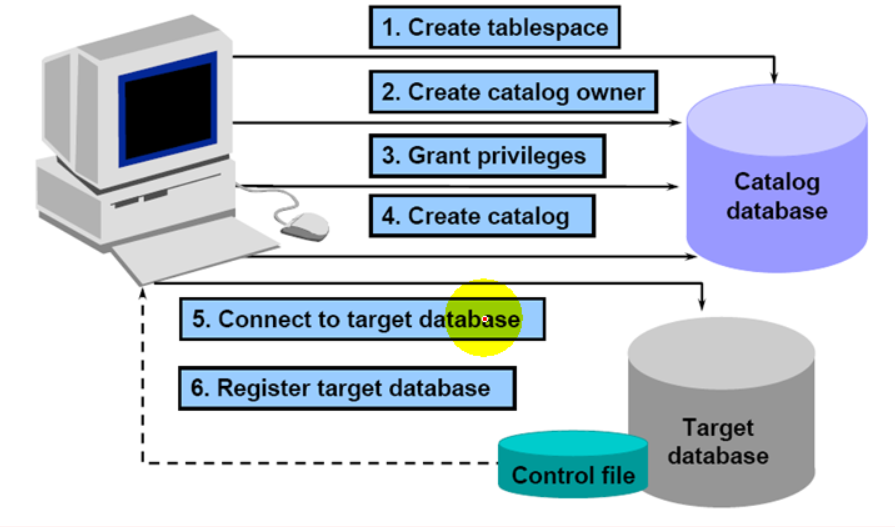 1. Create tablespace
2. Create catalog owner
3. Grant privileges
4. Create catalog
Catalog
database
5. Connect to target database
6. Register target database
Target
database
Control file